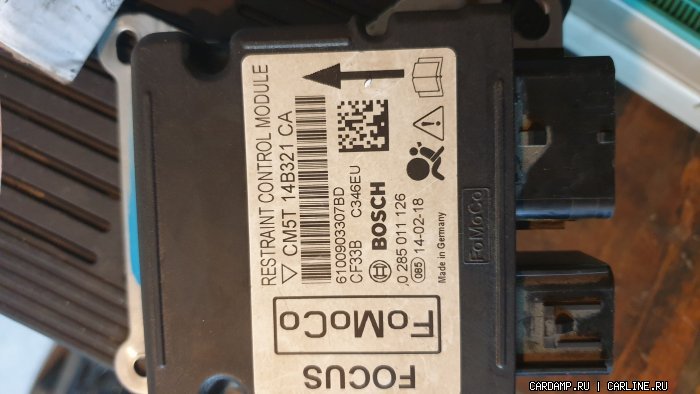 RESTRAINT CONTROL MODULE
CM5T 14B321 CA
6100903307BD
CF33B C346EU
BOSCH
0 285 011 126
085 14-02-18
Made in Germany
FoMoCo
FoMoCo
FOCUS
CARDAMP.RU | CARLINE.RU